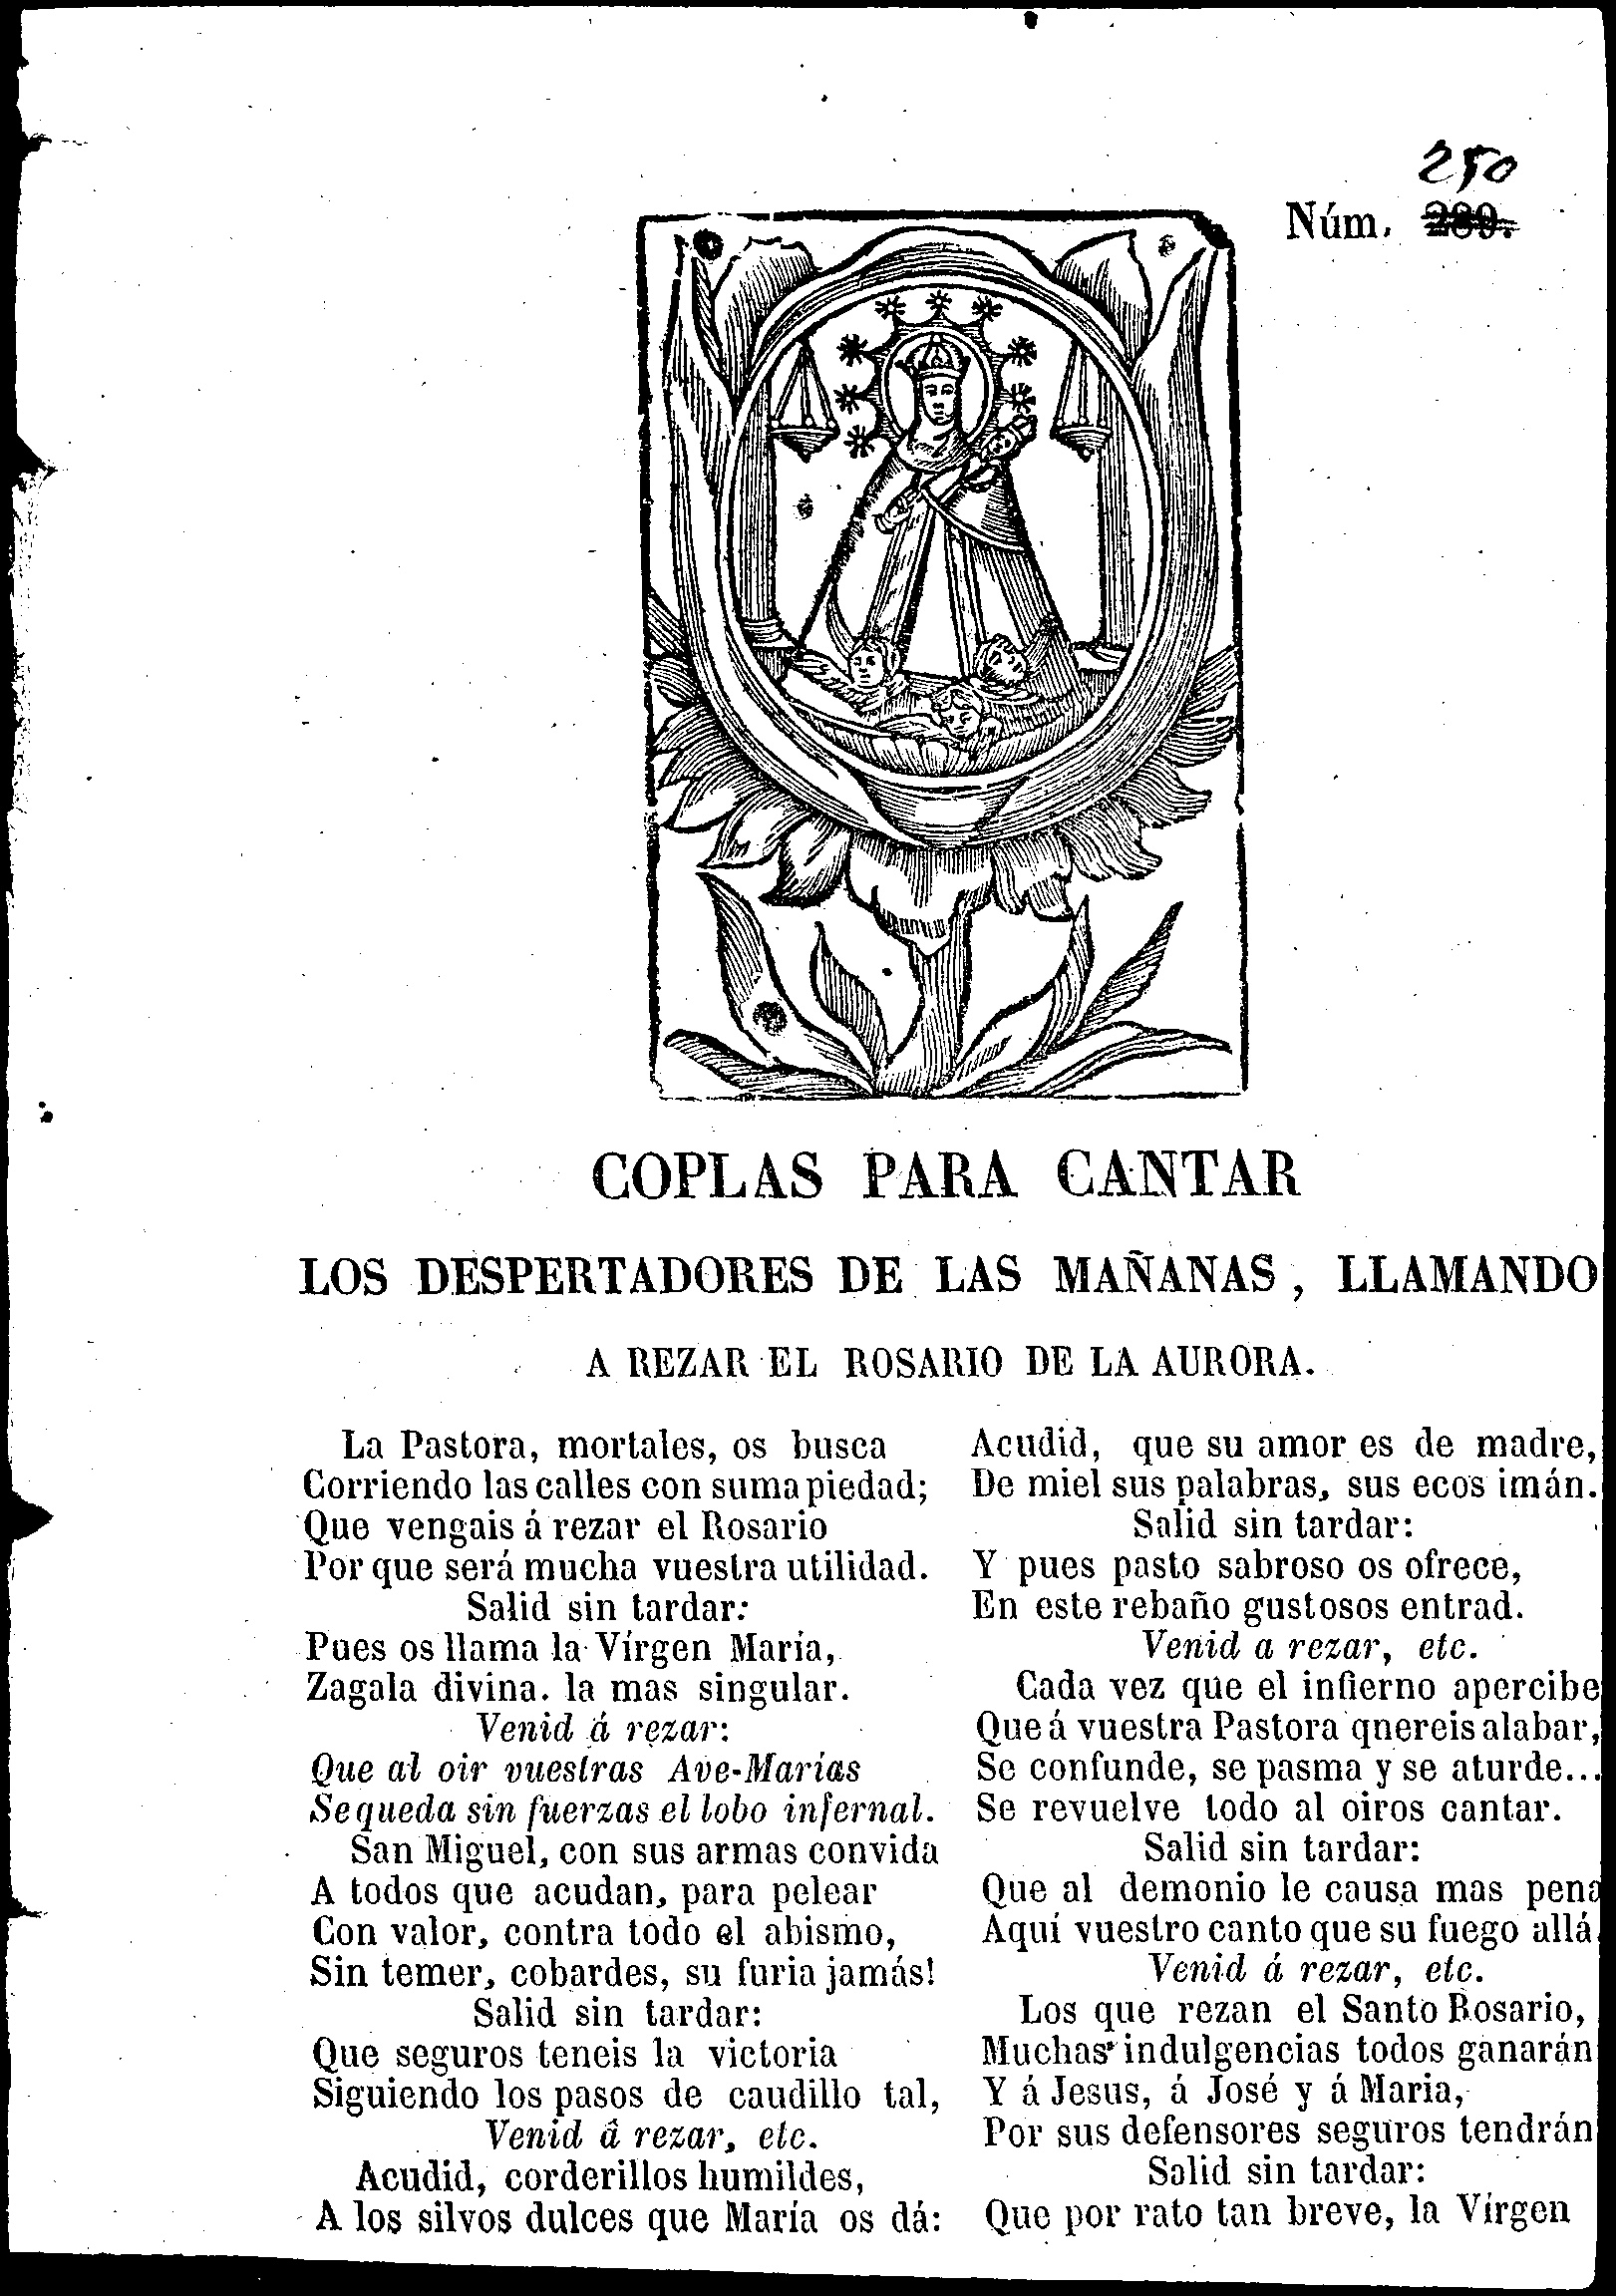 250
Núm. 289.
COPLAS PARA CANTAR
LOS DESPERTADORES DE LAS MAÑANAS, LLAMANDO
A REZAR EL ROSARIO DE LA AURORA.
La Pastora, mortales, os busca
Corriendo las calles con suma piedad;
Que vengais á rezar el Rosario
Por que será mucha vuestra utilidad.
Salid sin tardar:
Pues os llama la Vírgen María,
Zagala divina. la mas singular.
Venid á rezar:
Que al oir vuestras Ave-Marías
Se queda sin fuerzas el lobo infernal.
San Miguel, con sus armas convida
A todos que acudan, para pelear
Con valor, contra todo el abismo,
Sin temer, cobardes, su furia jamás!
Salid sin tardar:
Que seguros teneis la victoria
Siguiendo los pasos de caudillo tal,
Venid â rezar, etc.
Acudid, corderillos humildes,
A los silvos dulces que María os dá:
Acudid, que su amor es de madre,
De miel sus palabras, sus ecos imán.
Salid sin tardar:
Y pues pasto sabroso os ofrece,
En este rebaño gustosos entrad.
Venid a rezar, etc.
Cada vez que el infierno apercibe
Que á vuestra Pastora qnereis alabar,
Se confunde, se pasma y se aturde...
Se revuelve todo al oiros cantar.
Salid sin tardar:
Que al demonio le causa mas pena
Aquí vuestro canto que su fuego allá.
Venid á rezar, etc.
Los que rezan el Santo Rosario,
Muchas indulgencias todos ganarán
Y á Jesus, á José y á Maria,
Por sus defensores seguros tendrán
Salid sin tardar:
Que por rato tan breve, la Vírgen